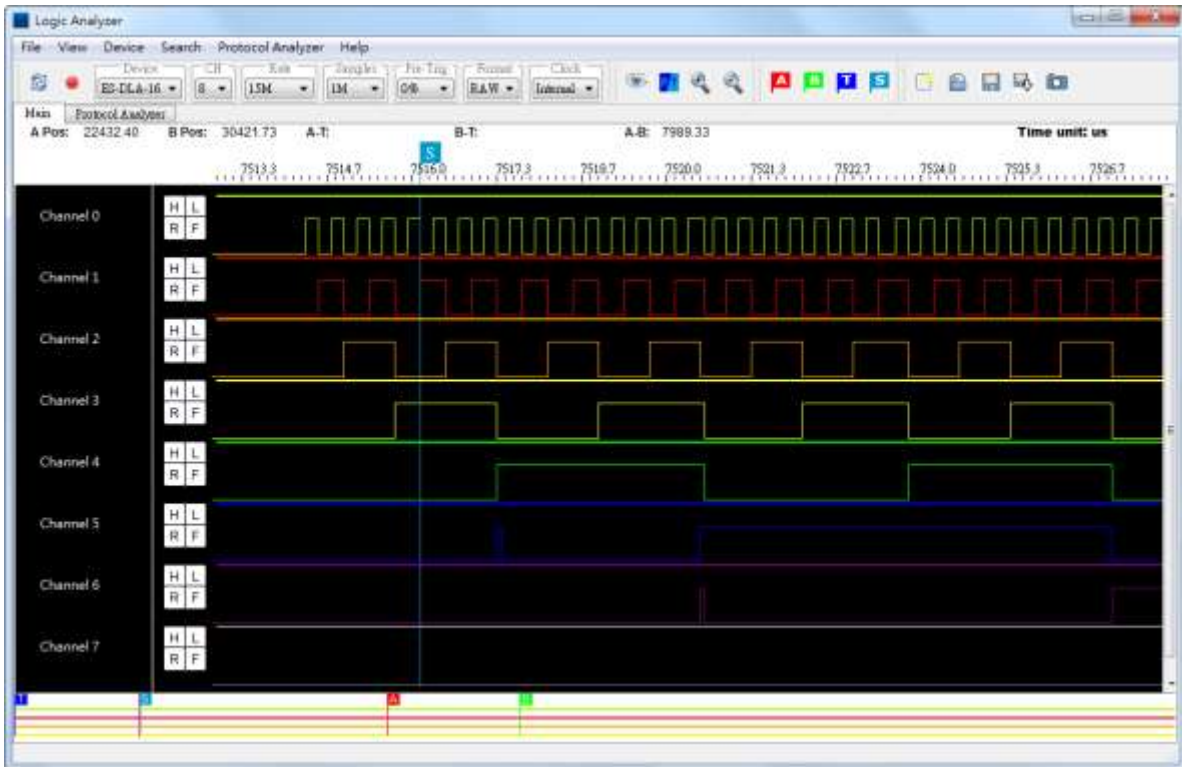 Logic Analyzer
File View Device Search Protocol Analyzer Help
Device CH Rate Samples Pre-Trig Format Clock
ES-DLA-16 8 15M 1M 0% RAW Internal
A B T S
Main Protocol Analyzer
A Pos: 22432.40 B Pos: 30421.73 A-T: B-T: A-B: 7989.33 Time unit: us
S
7513.3 7514.7 7516.0 7517.3 7518.7 7520.0 7521.3 7522.7 7524.0 7525.3 7526.7
Channel 0 H L
R F
Channel 1 H L
R F
Channel 2 H L
R F
Channel 3 H L
R F
Channel 4 H L
R F
Channel 5 H L
R F
Channel 6 H L
R F
Channel 7 H L
R F
T S A B